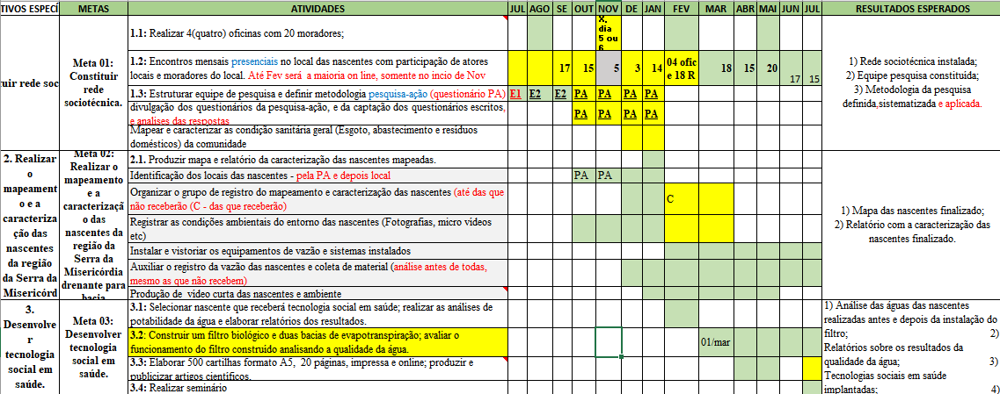 TIVOS ESPECÍ METAS ATIVIDADES JUL AGO SE OUT NOV DE JAN FEV MAR ABR MAI JUN JUL RESULTADOS ESPERADOS
uir rede soc
Meta 01:
Constituir
rede
sociotécnica.
1.1: Realizar 4(quatro) oficinas com 20 moradores;
X,
dia
5 ou
6
1.2: Encontros mensais presenciais no local das nascentes com participação de atores
locais e moradores do local. Até Fev será a maioria on line, somente no incio de Nov
17 15 5 3 14 04 ofic
e 18 R
18 15 20 17 15
1.3: Estruturar equipe de pesquisa e definir metodologia pesquisa-ação (questinário PA)
E1 E2 E2 PA PA PA PA
divulgação dos questionários da pesquisa-ação, e da captação dos questionários escritos,
e analises das respostas
PA PA PA PA
Mapear e caracterizar as condição sanitária geral (Esgoto, abastecimento e resíduos
domésticos) da comunidade
1) Rede sociotécnica instalada;
2) Equipe pesquisa constituida;
3) Metodologia da pesquisa
definida,sistematizada e aplicada.
2. Realizar
o
mapeament
o e a
caracteriza
ção das
nascentes
da região
da Serra da
Misericórd
Meta 02:
Realizar o
mapeamento
e a
caracterizaçã
o das
nascentes da
região da
Serra da
Misericórdia
drenante para
bacia
2.1. Produzir mapa e relatório da caracterização das nascentes mapeadas.
Identificação dos locais das nascentes - pela PA e depois local
PA PA
Organizar o grupo de registro do mapeamento e caracterização das nascentes (até das que
não receberão (C - das que receberão)
C
Registrar as condições ambientais do entorno das nascentes (Fotografias, micro vídeos
etc)
Instalar e vistoriar os equipamentos de vazão e sistemas instalados
Auxiliar o registro da vazão das nascentes e coleta de material (análise antes de todas,
mesmo as que não recebem)
Produção de vídeo curta das nascentes e ambiente
1) Mapa das nascentes finalizado;
2) Relatório com a caracterização das
nascentes finalizado.
3.
Desenvolve
r
tecnologia
social em
saúde.
Meta 03:
Desenvolver
tecnologia
social em
saúde.
3.1: Selecionar nascente que receberá tecnologia social em saúde; realizar as análises de
potabilidade da água e elaborar relatórios dos resultados.
3.2: Construir um filtro biológico e duas bacias de evapotranspiração; avaliar o
funcionamento do filtro construido analisando a qualidade da água.
01/mar
3.3: Elaborar 500 cartilhas formato A5, 20 páginas, impressa e online; produzir e
publicizar artigos científicos.
3.4: Realizar seminário
1) Análise das águas das nascentes
realizadas antes e depois da instalação do
filtro; 2)
Relatórios sobre os resultados da
qualidade da água; 3)
Tecnologias sociais em saúde
implantadas; 4)